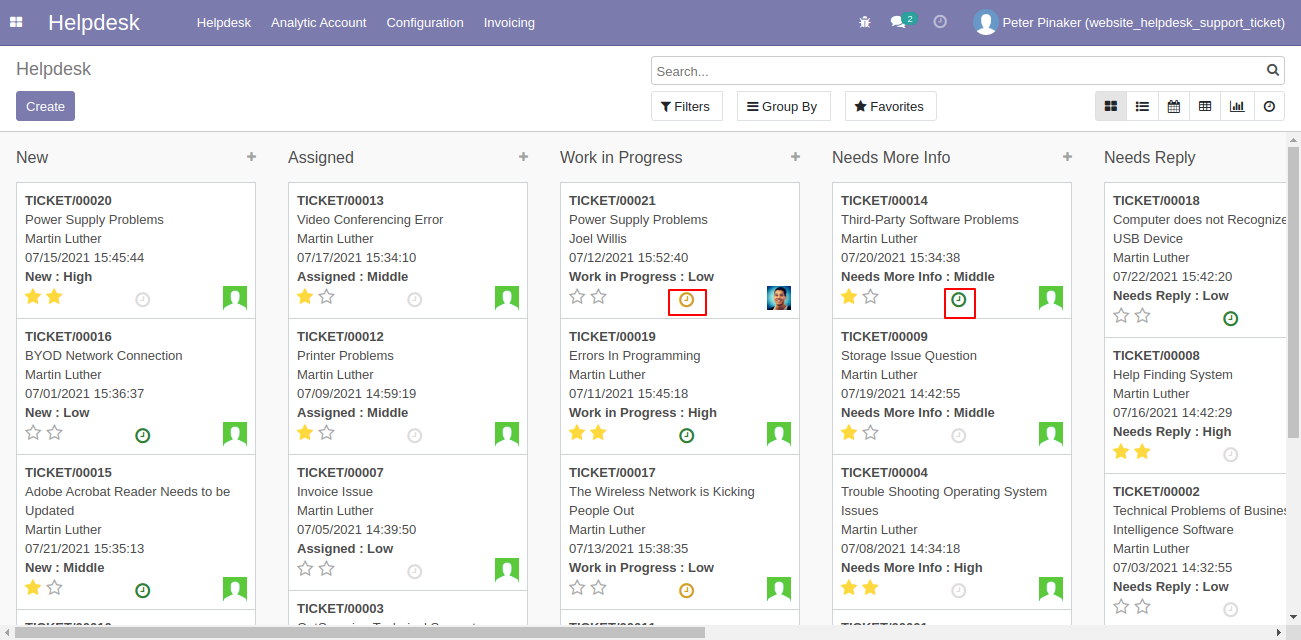 Helpdesk
Helpdesk
Analytic Account
Configuration
Invoicing
2
Peter Pinaker (website_helpdesk_support_ticket)
Helpdesk
Search...
Create
Filters
Group By
Favorites
New
TICKET/00020
Power Supply Problems
Martin Luther
07/15/2021 15:45:44
New : High
TICKET/00016
BYOD Network Connection
Martin Luther
07/01/2021 15:36:37
New : Low
TICKET/00015
Adobe Acrobat Reader Needs to be
Updated
Martin Luther
07/21/2021 15:35:13
New : Middle
Assigned
TICKET/00013
Video Conferencing Error
Martin Luther
07/17/2021 15:34:10
Assigned : Middle
TICKET/00012
Printer Problems
Martin Luther
07/09/2021 14:59:19
Assigned : Middle
TICKET/00007
Invoice Issue
Martin Luther
07/05/2021 14:39:50
Assigned : Low
TICKET/00003
Work in Progress
TICKET/00021
Power Supply Problems
Joel Willis
07/12/2021 15:52:40
Work in Progress : Low
TICKET/00019
Errors In Programming
Martin Luther
07/11/2021 15:45:18
Work in Progress : High
TICKET/00017
The Wireless Network is Kicking
People Out
Martin Luther
07/13/2021 15:38:35
Work in Progress : Low
Needs More Info
TICKET/00014
Third-Party Software Problems
Martin Luther
07/20/2021 15:34:38
Needs More Info : Middle
TICKET/00009
Storage Issue Question
Martin Luther
07/19/2021 14:42:55
Needs More Info : Middle
TICKET/00004
Trouble Shooting Operating System
Issues
Martin Luther
07/08/2021 14:34:18
Needs More Info : High
Needs Reply
TICKET/00018
Computer does not Recognize
USB Device
Martin Luther
07/22/2021 15:42:20
Needs Reply : Low
TICKET/00008
Help Finding System
Martin Luther
07/16/2021 14:42:29
Needs Reply : High
TICKET/00002
Technical Problems of Busines
Intelligence Software
Martin Luther
07/03/2021 14:32:55
Needs Reply : Low